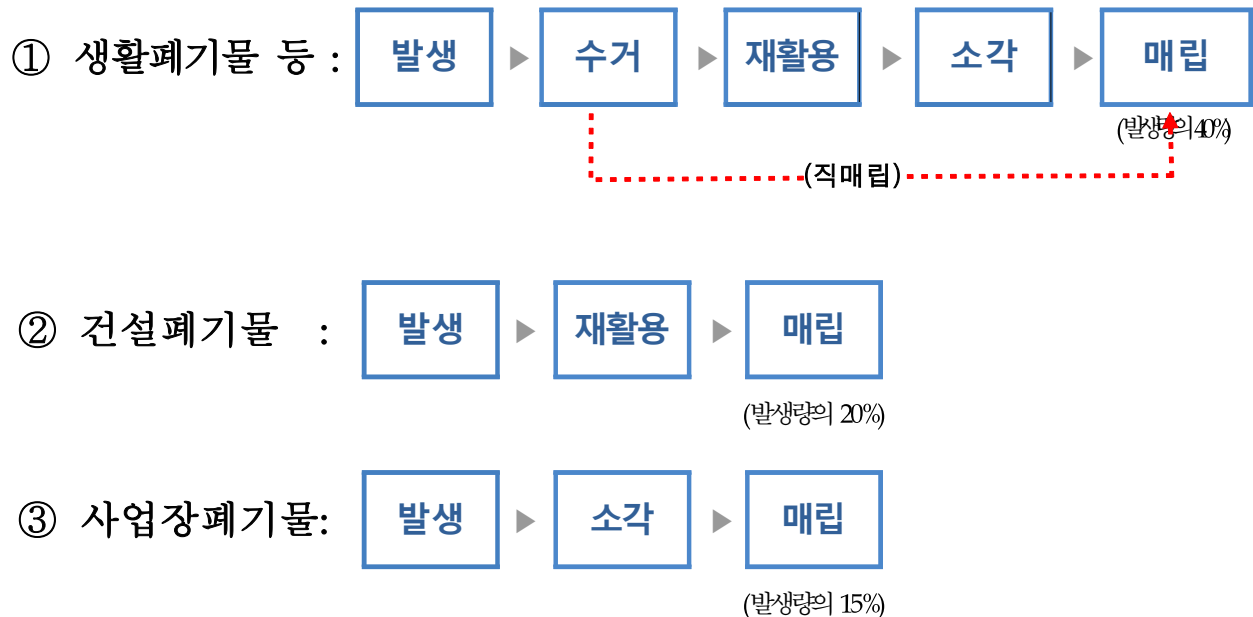 ① 생활폐기물 등 : 발생 ▶ 수거 ▶ 재활용 ▶ 소각 ▶ 매립
(발생량의 40%)
(직매립)
② 건설폐기물 : 발생 ▶ 재활용 ▶ 매립
(발생량의 20%)
③ 사업장폐기물: 발생 ▶ 소각 ▶ 매립
(발생량의 15%)